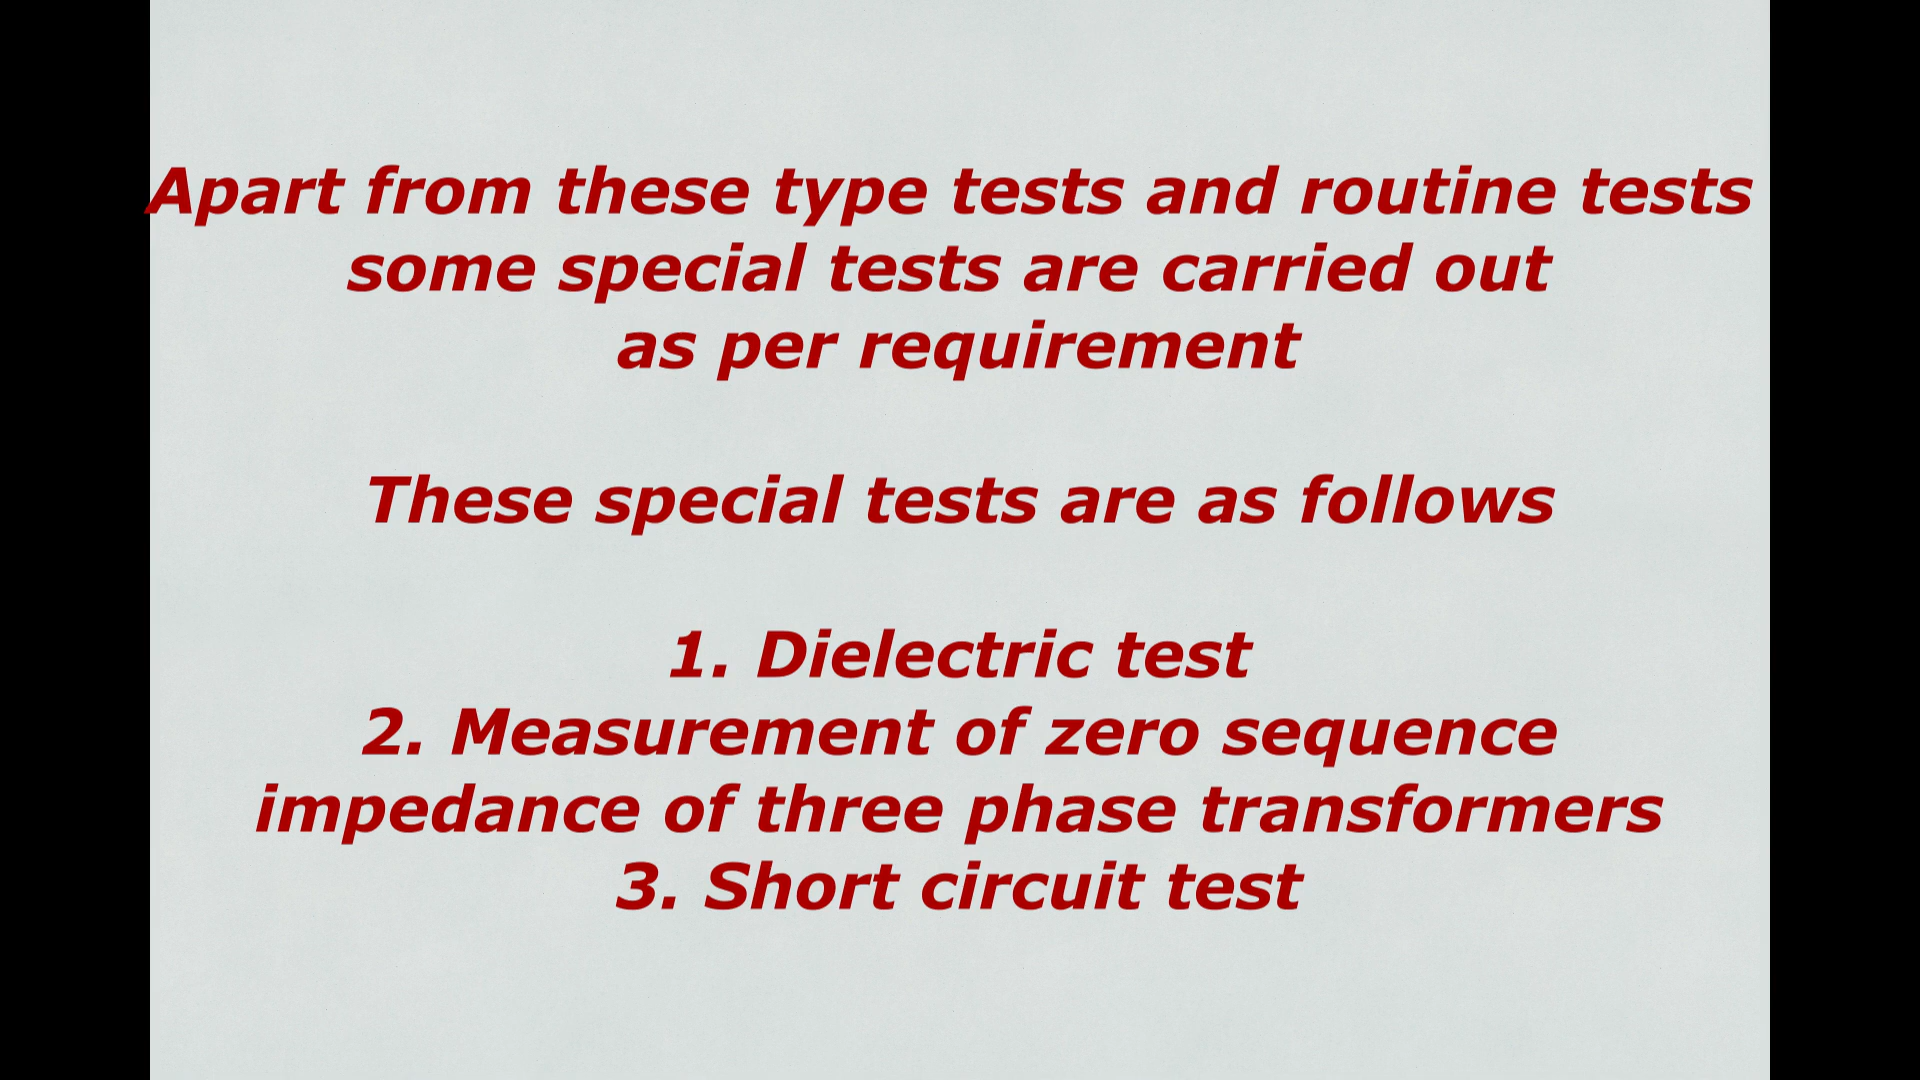 Apart from these type tests and routine tests
some special tests are carried out
as per requirement
These special tests are as follows
1. Dielectric test
2. Measurement of zero sequence
impedance of three phase transformers
3. Short circuit test